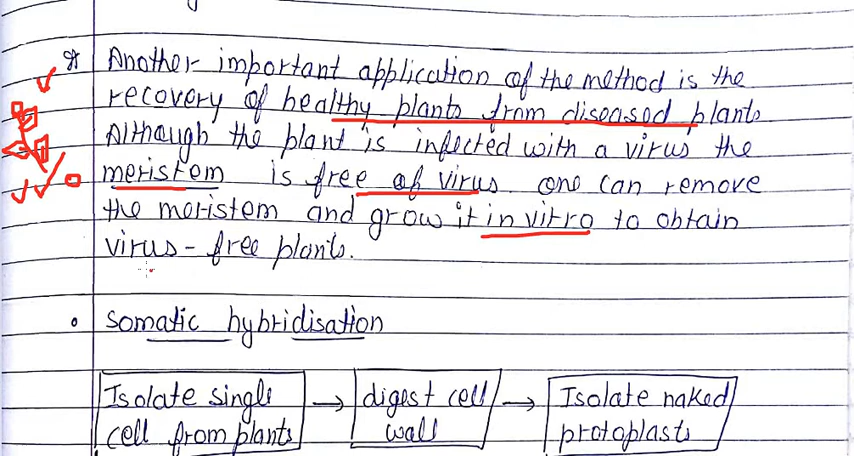 Another important application of the method is the
recovery of healthy plants from diseased plants
Although the plant is infected with a virus the
meristem is free of virus. one can remove
the meristem and grow it in vitro to obtain
virus - free plants.
• somatic hybridisation
Isolate single → digest cell → Isolate naked
cell from plants wall protoplasts